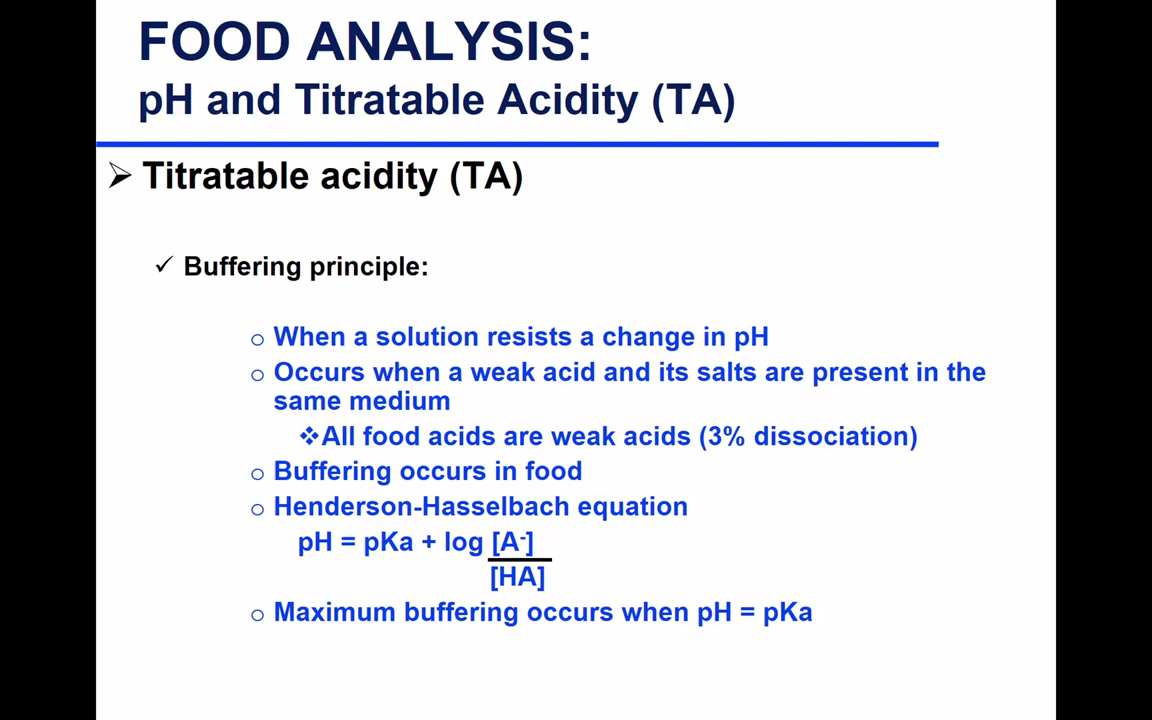 FOOD ANALYSIS:
pH and Titratable Acidity (TA)
➢ Titratable acidity (TA)
✓ Buffering principle:
o When a solution resists a change in pH
o Occurs when a weak acid and its salts are present in the
same medium
❖All food acids are weak acids (3% dissociation)
o Buffering occurs in food
o Henderson-Hasselbach equation
pH = pKa + log [A-]
[HA]
o Maximum buffering occurs when pH = pKa